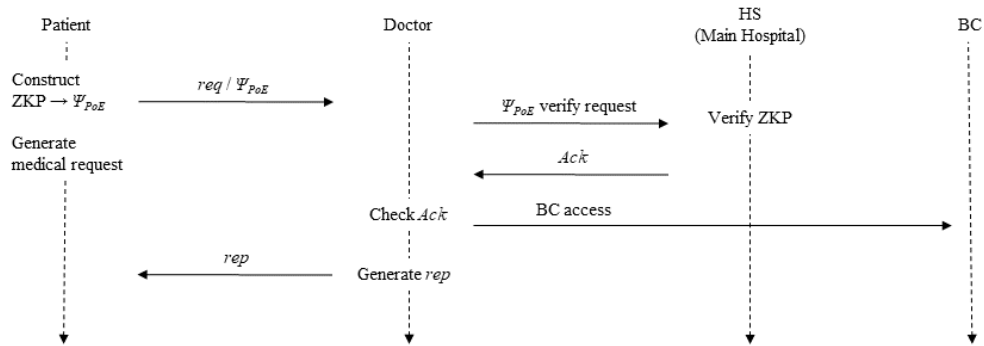 Patient
Doctor
HS
(Main Hospital)
BC
Construct
ZKP → Ψ_PoE
req / Ψ_PoE
Ψ_PoE verify request
Verify ZKP
Generate
medical request
Ack
Check Ack
BC access
rep
Generate rep